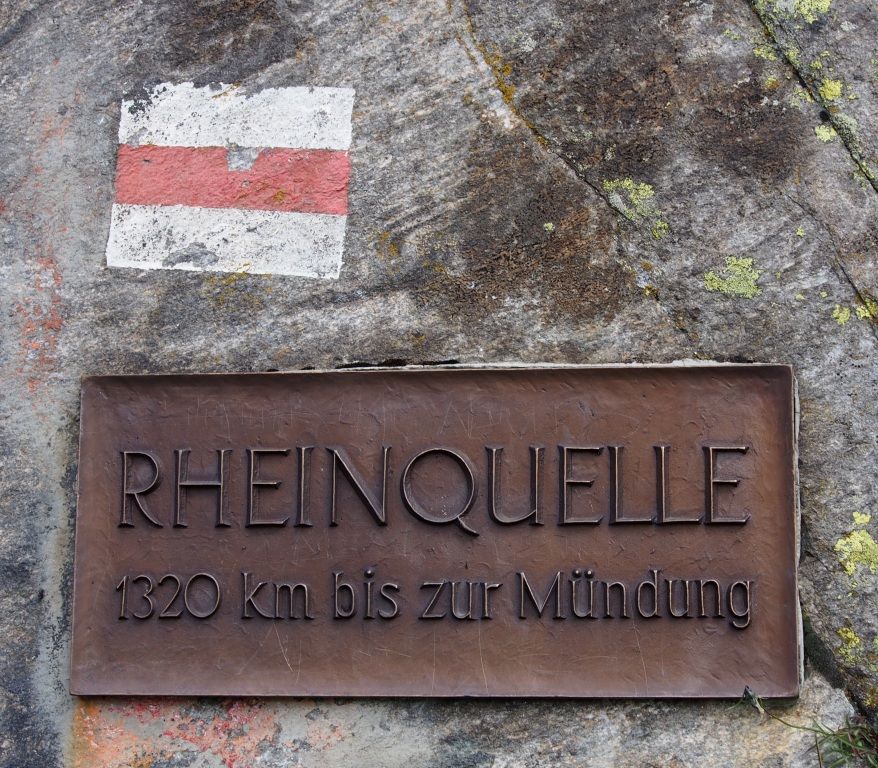 RHEINQUELLE
1320 km bis zur Mündung